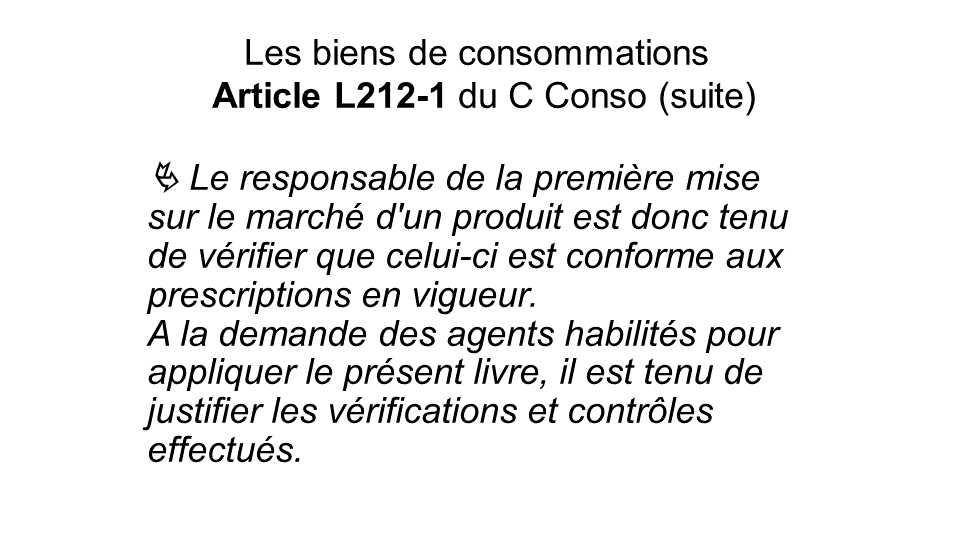 Les biens de consommations
Article L212-1 du C Conso (suite)
Le responsable de la première mise
sur le marché d'un produit est donc tenu
de vérifier que celui-ci est conforme aux
prescriptions en vigueur.
A la demande des agents habilités pour
appliquer le présent livre, il est tenu de
justifier les vérifications et contrôles
effectués.